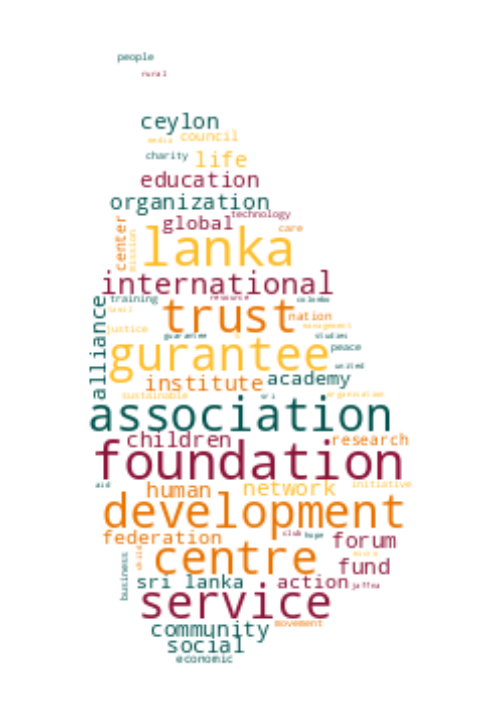 people
rural
ceylon
media council
charity life
education
organization
global technology
center mission care
lanka
international
training resource colombo
alliance trust nation
tamil management
justice guarantee studies
gurantee peace
united
institute academy
sustainable sri organisation
association
children research
foundation
aid human network initiative
development
federation club hope forum
child centre
business fund
sri lanka action jaffna
service
community movement
social
economic